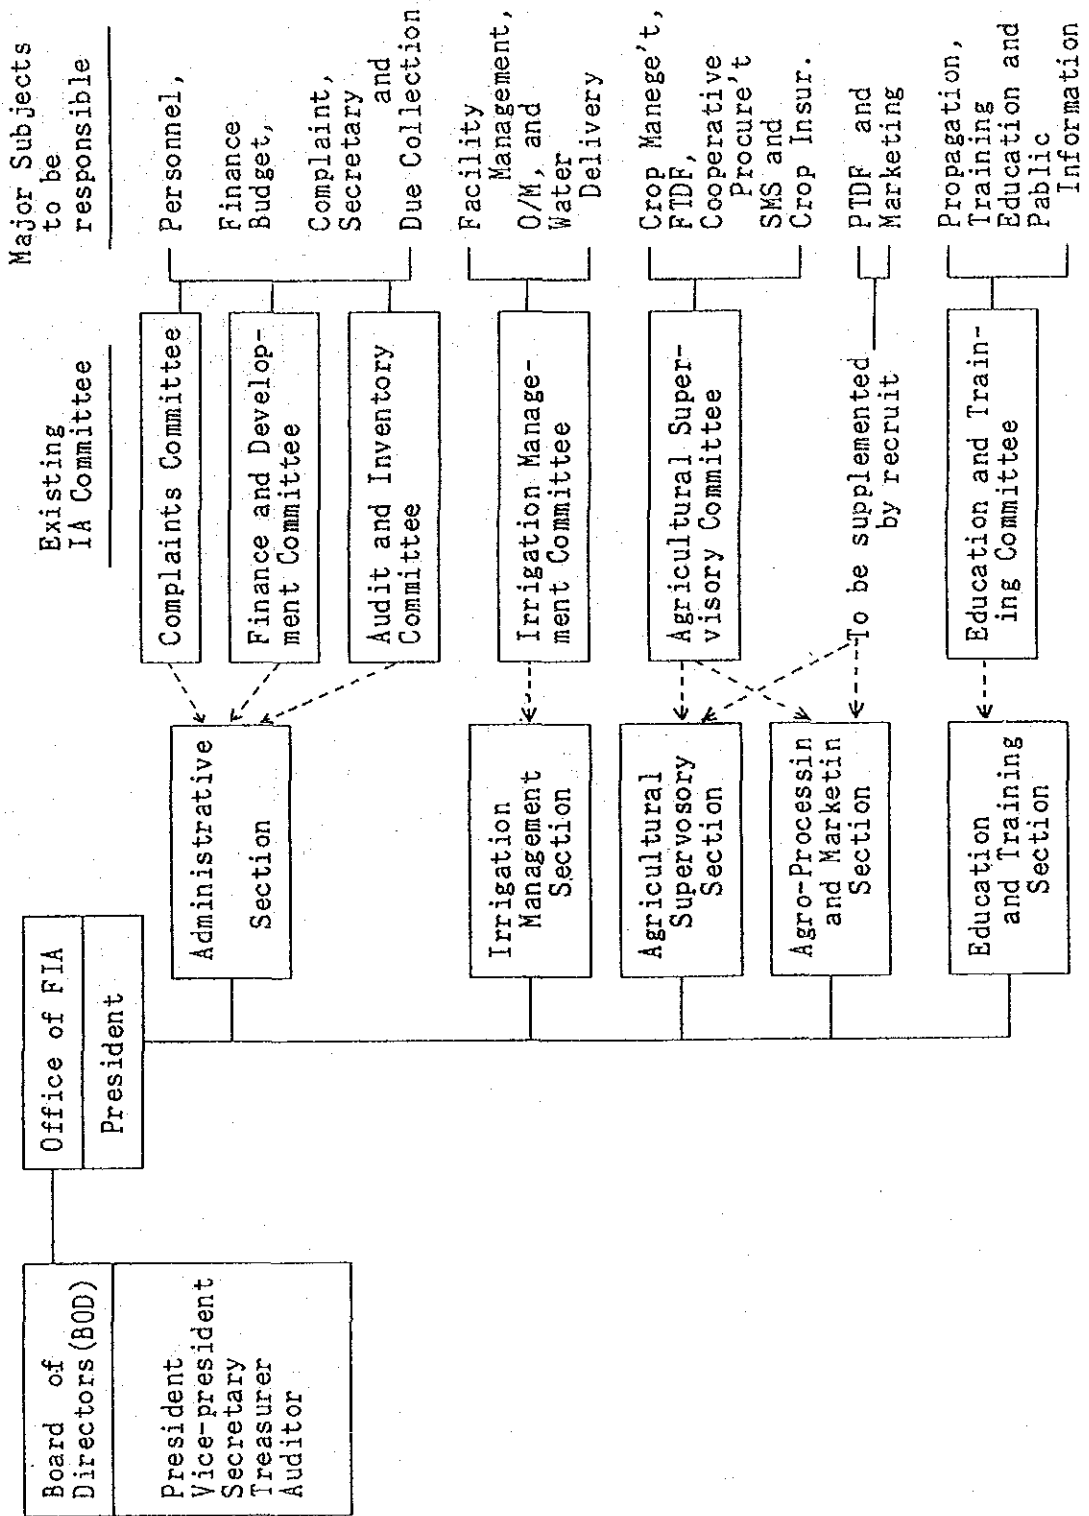 Board of
Directors(BOD)
President
Vice-president
Secretary
Treasurer
Auditor
Office of FIA
President
Administrative
Section
Irrigation
Management
Section
Agricultural
Supervosory
Section
Agro-Processin
and Marketin
Section
Education
and Training
Section
Existing
IA Committee
Complaints Committee
Finance and Develop-
ment Committee
Audit and Inventory
Committee
Irrigation Manage-
ment Committee
Agricultural Super-
visory Committee
To be supplemented
by recruit
Education and Train-
ing Committee
Major Subjects
to be
responsible
Personnel,
Finance
Budget,
Complaint,
Secretary
and
Due Collection
Facility
Management,
O/M, and
Water
Delivery
Crop Manege't,
FTDF,
Cooperative
Procure't
SMS and
Crop Insur.
PTDF and
Marketing
Propagation,
Training
Education and
Pablic
Information